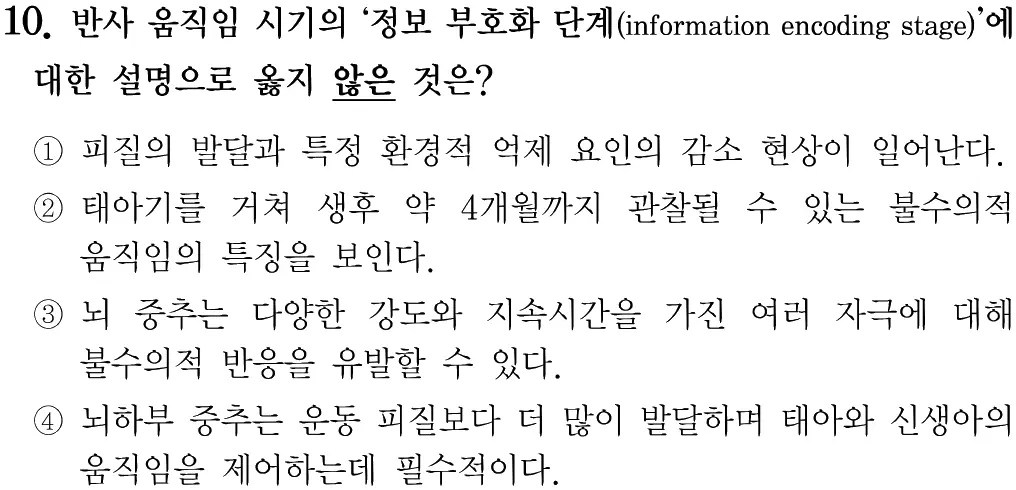 10. 반사 움직임 시기의 ‘정보 부호화 단계(information encoding stage)’에
대한 설명으로 옳지 않은 것은?
① 피질의 발달과 특정 환경적 억제 요인의 감소 현상이 일어난다.
② 태아기를 거쳐 생후 약 4개월까지 관찰될 수 있는 불수의적
움직임의 특징을 보인다.
③ 뇌 중추는 다양한 강도와 지속시간을 가진 여러 자극에 대해
불수의적 반응을 유발할 수 있다.
④ 뇌하부 중추는 운동 피질보다 더 많이 발달하며 태아와 신생아의
움직임을 제어하는데 필수적이다.